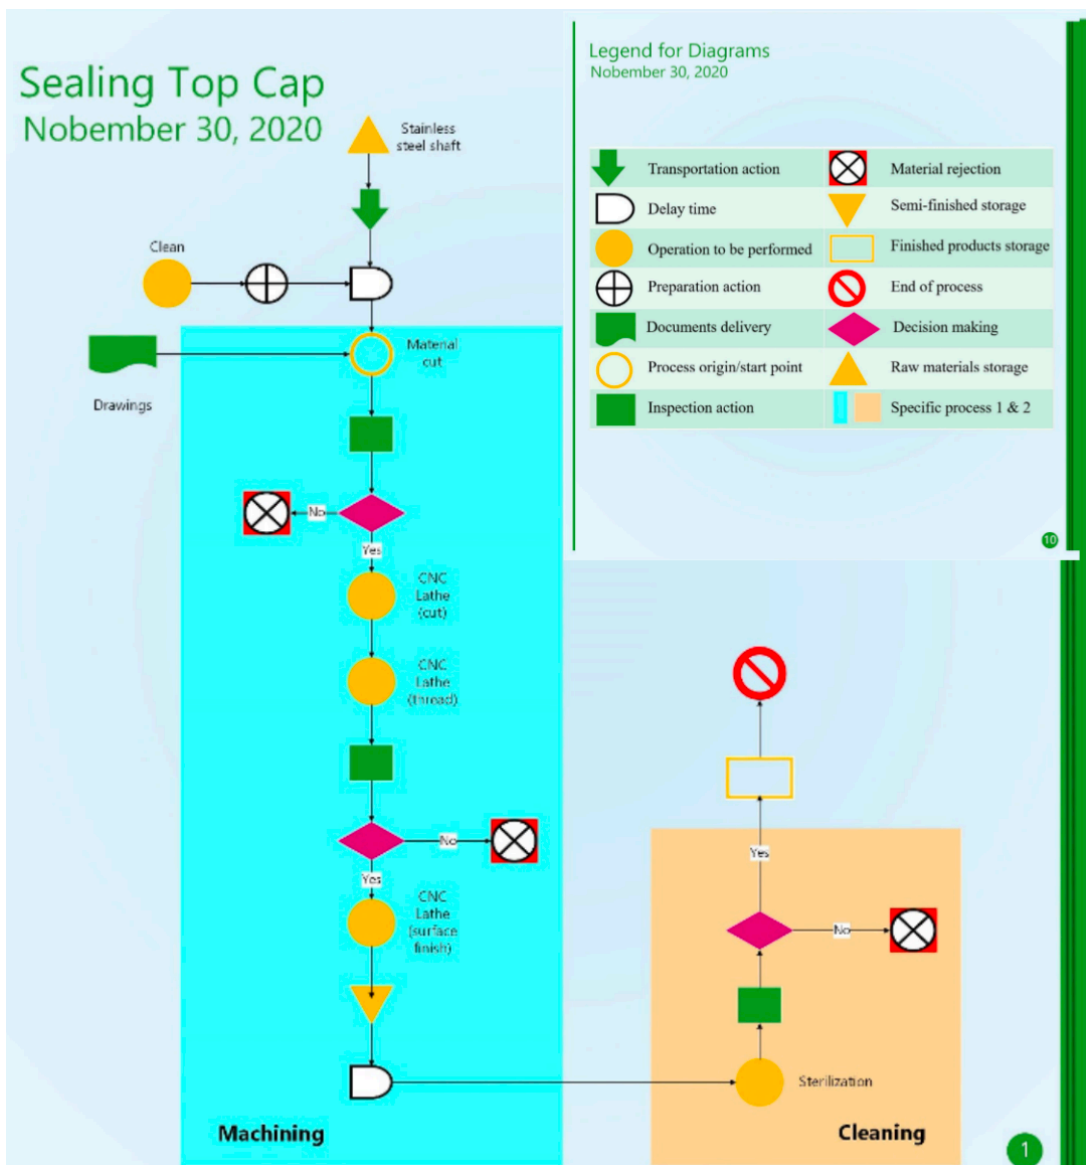 Sealing Top Cap
Nobember 30, 2020
Stainless
steel shaft
Clean
Drawings
Material
cut
No
Yes
CNC
Lathe
(cut)
CNC
Lathe
(thread)
No
Yes
CNC
Lathe
(surface
finish)
Machining
Legend for Diagrams
Nobember 30, 2020
Transportation action
Material rejection
Delay time
Semi-finished storage
Operation to be performed
Finished products storage
Preparation action
End of process
Documents delivery
Decision making
Process origin/start point
Raw materials storage
Inspection action
Specific process 1 & 2
10
Yes
No
Sterilization
Cleaning
1